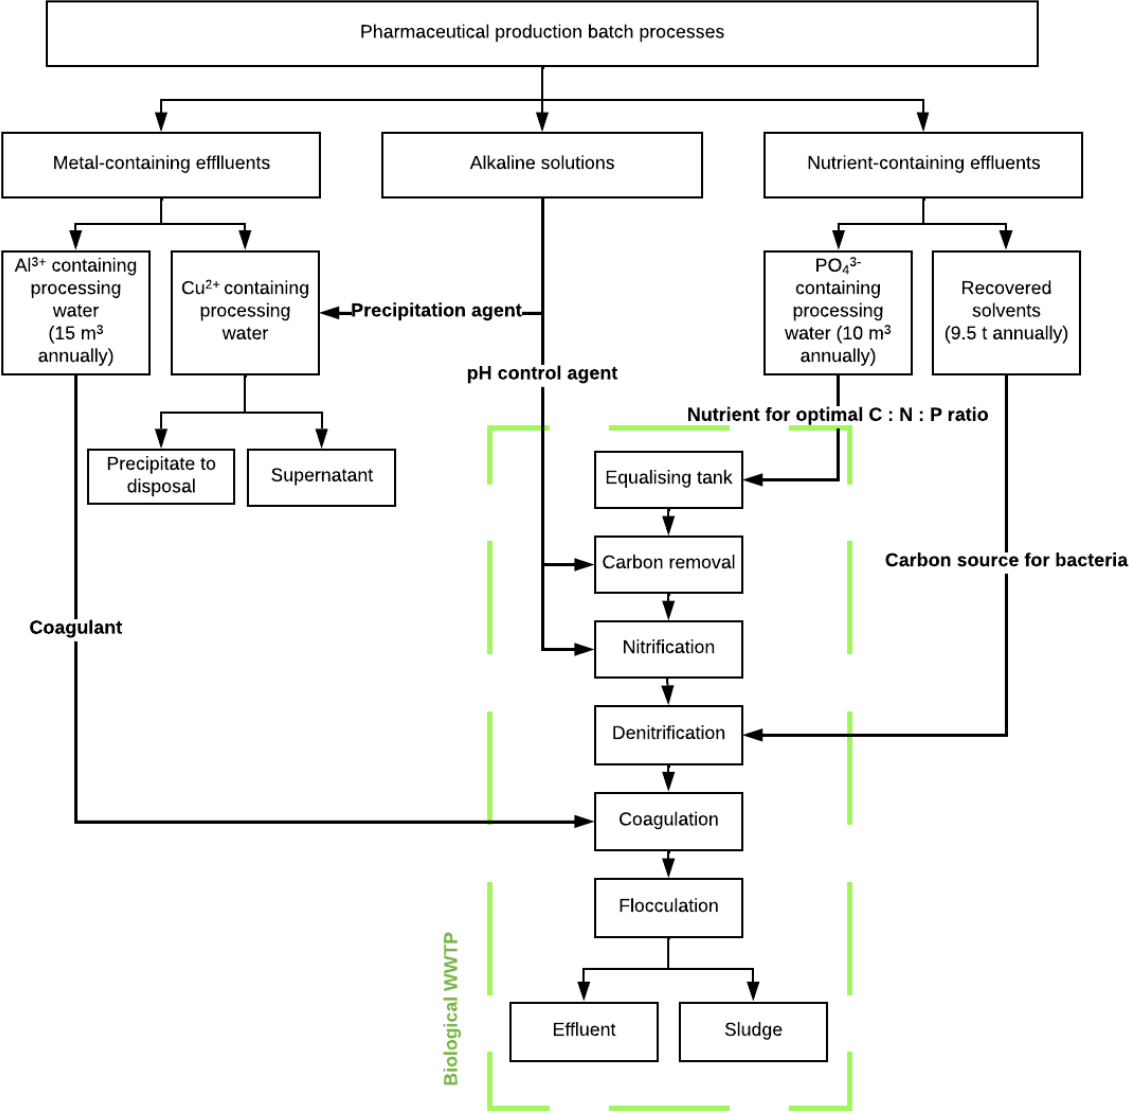 Pharmaceutical production batch processes
Metal-containing efflluents
Alkaline solutions
Nutrient-containing effluents
Al³⁺ containing
processing
water
(15 m³
annually)
Cu²⁺ containing
processing
water
Precipitation agent
PO₄³⁻
containing
processing
water (10 m³
annually)
Recovered
solvents
(9.5 t annually)
pH control agent
Nutrient for optimal C : N : P ratio
Precipitate to
disposal
Supernatant
Equalising tank
Carbon removal
Carbon source for bacteria
Coagulant
Nitrification
Denitrification
Coagulation
Flocculation
Biological WWTP
Effluent
Sludge